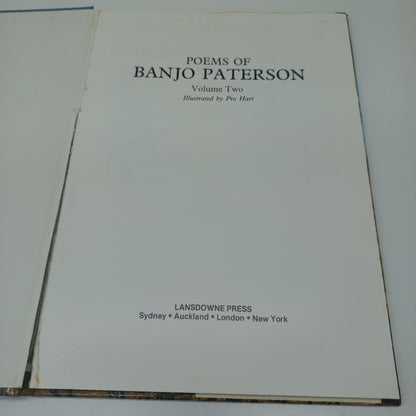 POEMS OF
BANJO PATERSON
Volume Two
Illustrated by Pro Hart
LANSDOWNE PRESS
Sydney • Auckland • London • New York